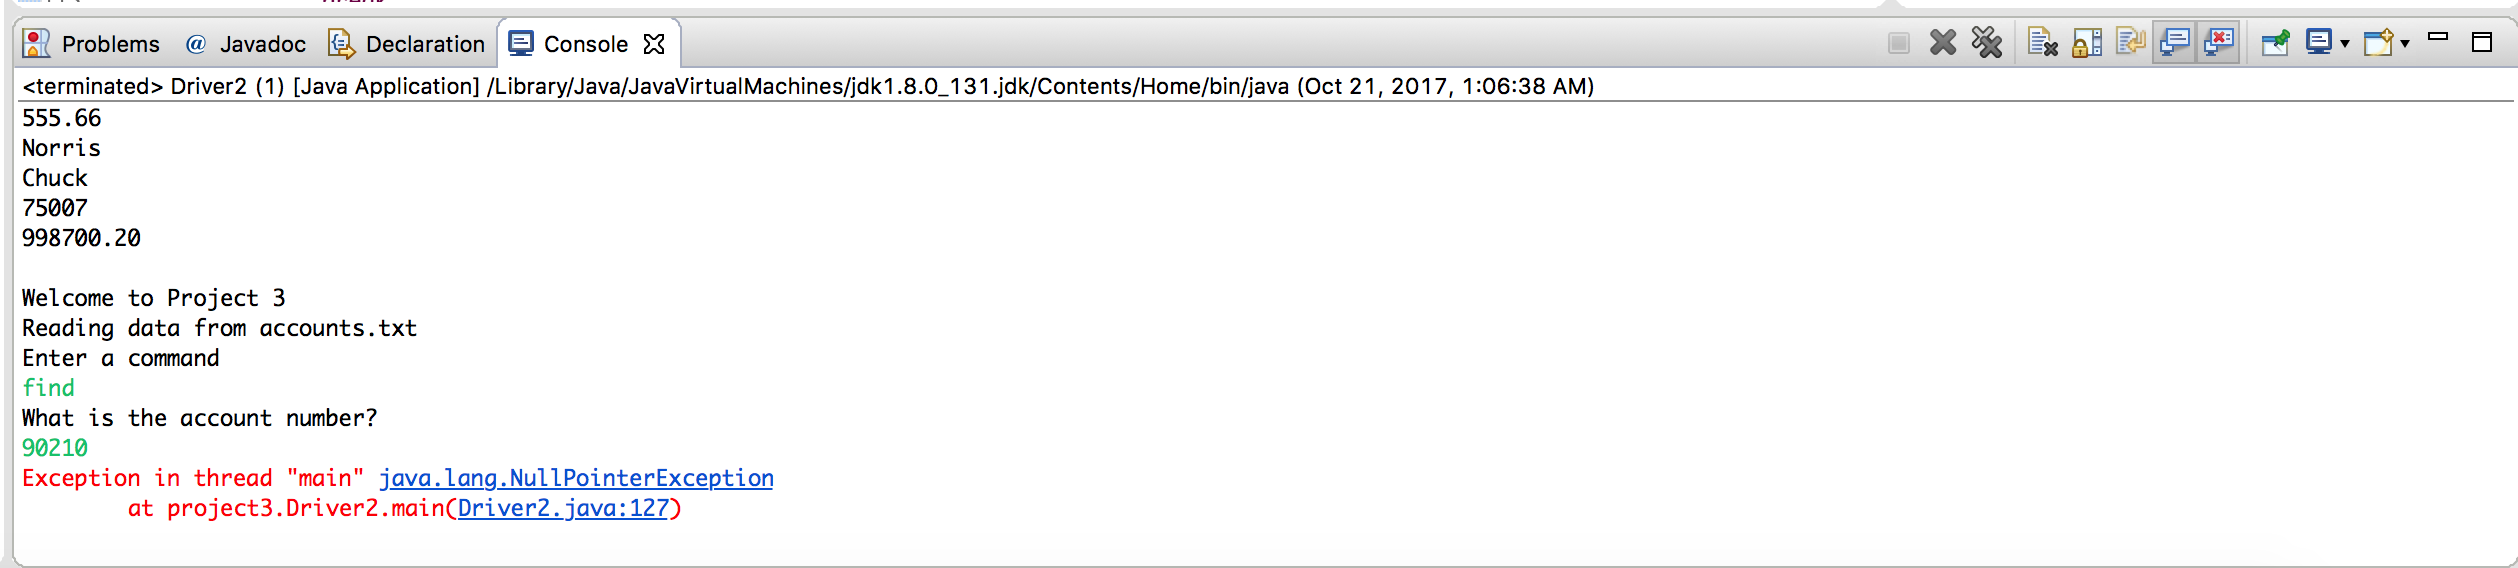 Problems @ Javadoc Declaration Console
<terminated> Driver2 (1) [Java Application] /Library/Java/JavaVirtualMachines/jdk1.8.0_131.jdk/Contents/Home/bin/java (Oct 21, 2017, 1:06:38 AM)
555.66
Norris
Chuck
75007
998700.20
Welcome to Project 3
Reading data from accounts.txt
Enter a command
find
What is the account number?
90210
Exception in thread "main" java.lang.NullPointerException
at project3.Driver2.main(Driver2.java:127)